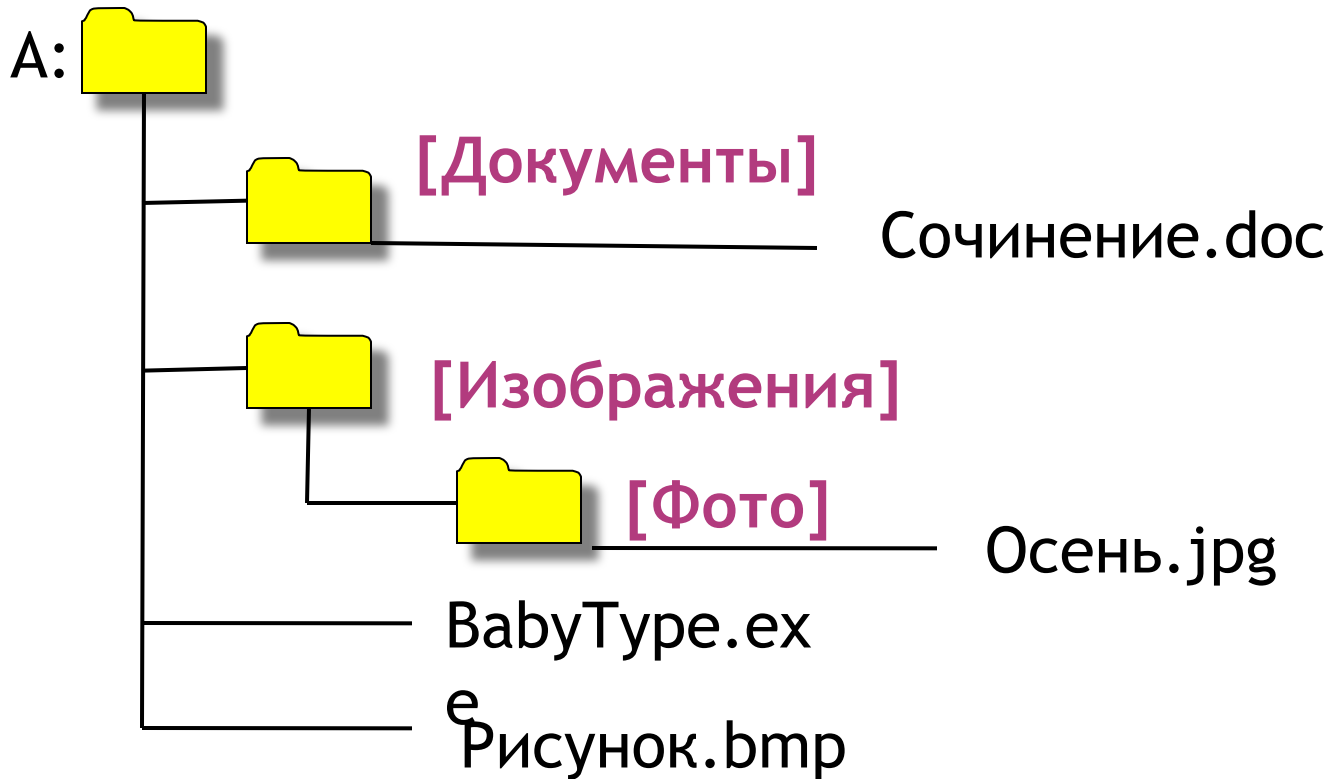 А:
[Документы]
Сочинение.doc
[Изображения]
[Фото]
Осень.jpg
BabyType.ex
e
Рисунок.bmp